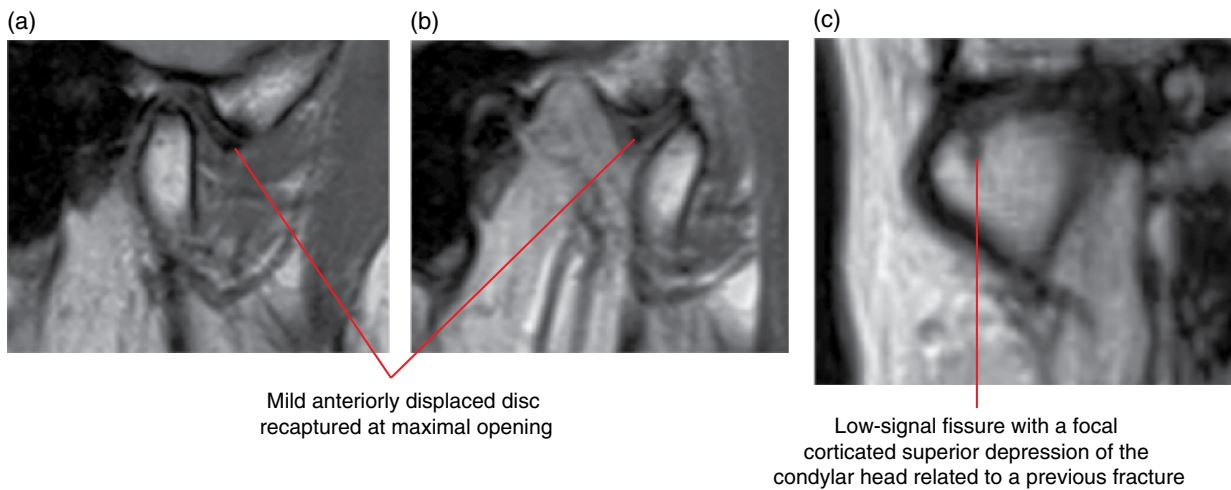 (a)
(b)
(c)
Mild anteriorly displaced disc
recaptured at maximal opening
Low-signal fissure with a focal
corticated superior depression of the
condylar head related to a previous fracture